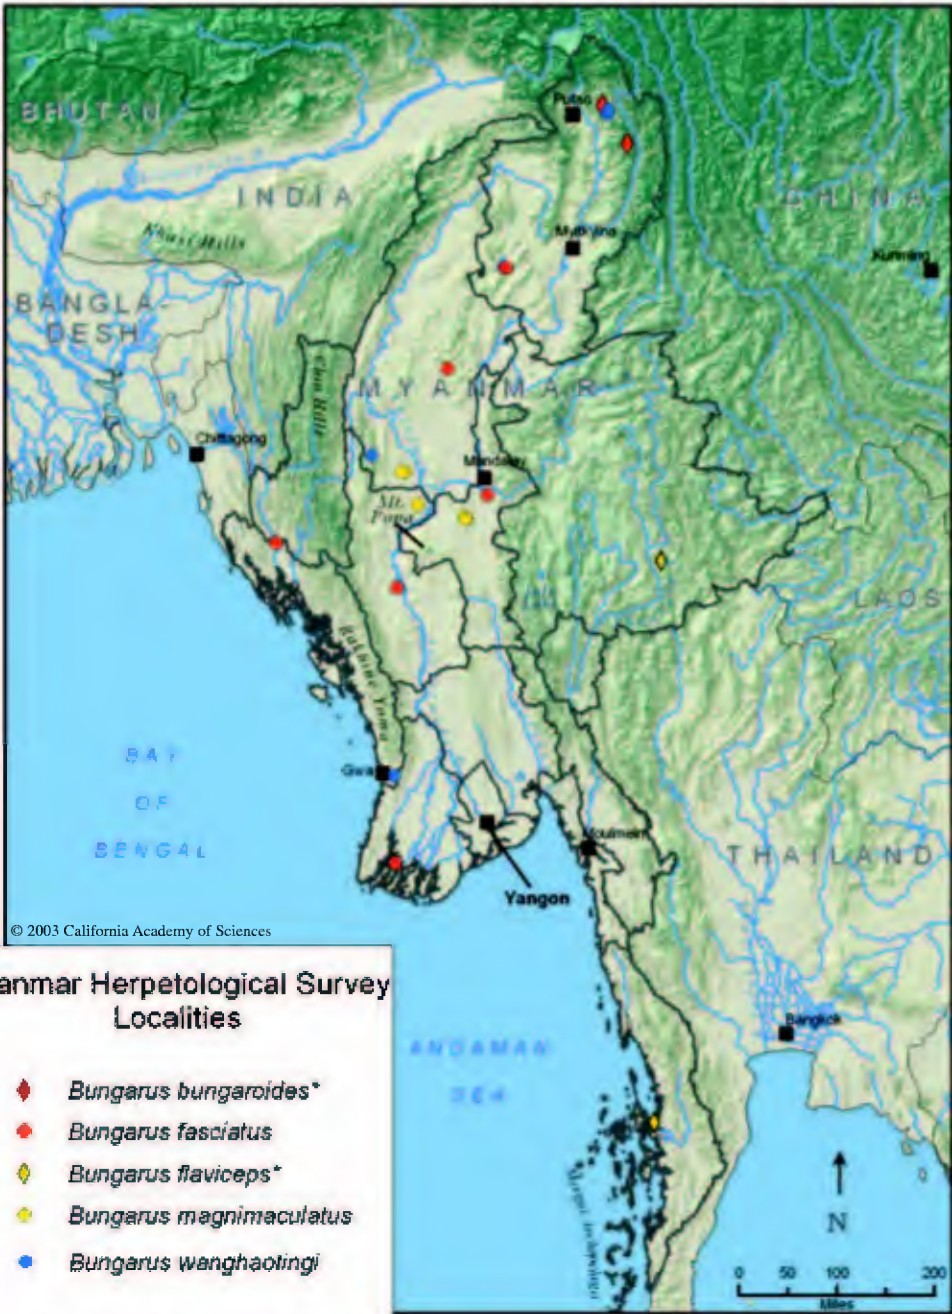 BHUTAN
Putao
INDIA
CHINA
Khasi Hills
Myitkyina
Kunming
BANGLA-
DESH
MYANMAR
Chin Hills
Chittagong
Mandalay
Mt.
Popa
LAOS
Rakhine Yoma
BAY
OF
BENGAL
Gwa
Moulmein
THAILAND
Yangon
© 2003 California Academy of Sciences
anmar Herpetological Survey
Localities
Bangkok
ANDAMAN
SEA
Bungarus bungaroides*
Bungarus fasciatus
Bungarus flaviceps*
Bungarus magnimaculatus
Bungarus wanghaotingi
N
0 50 100 200
Miles